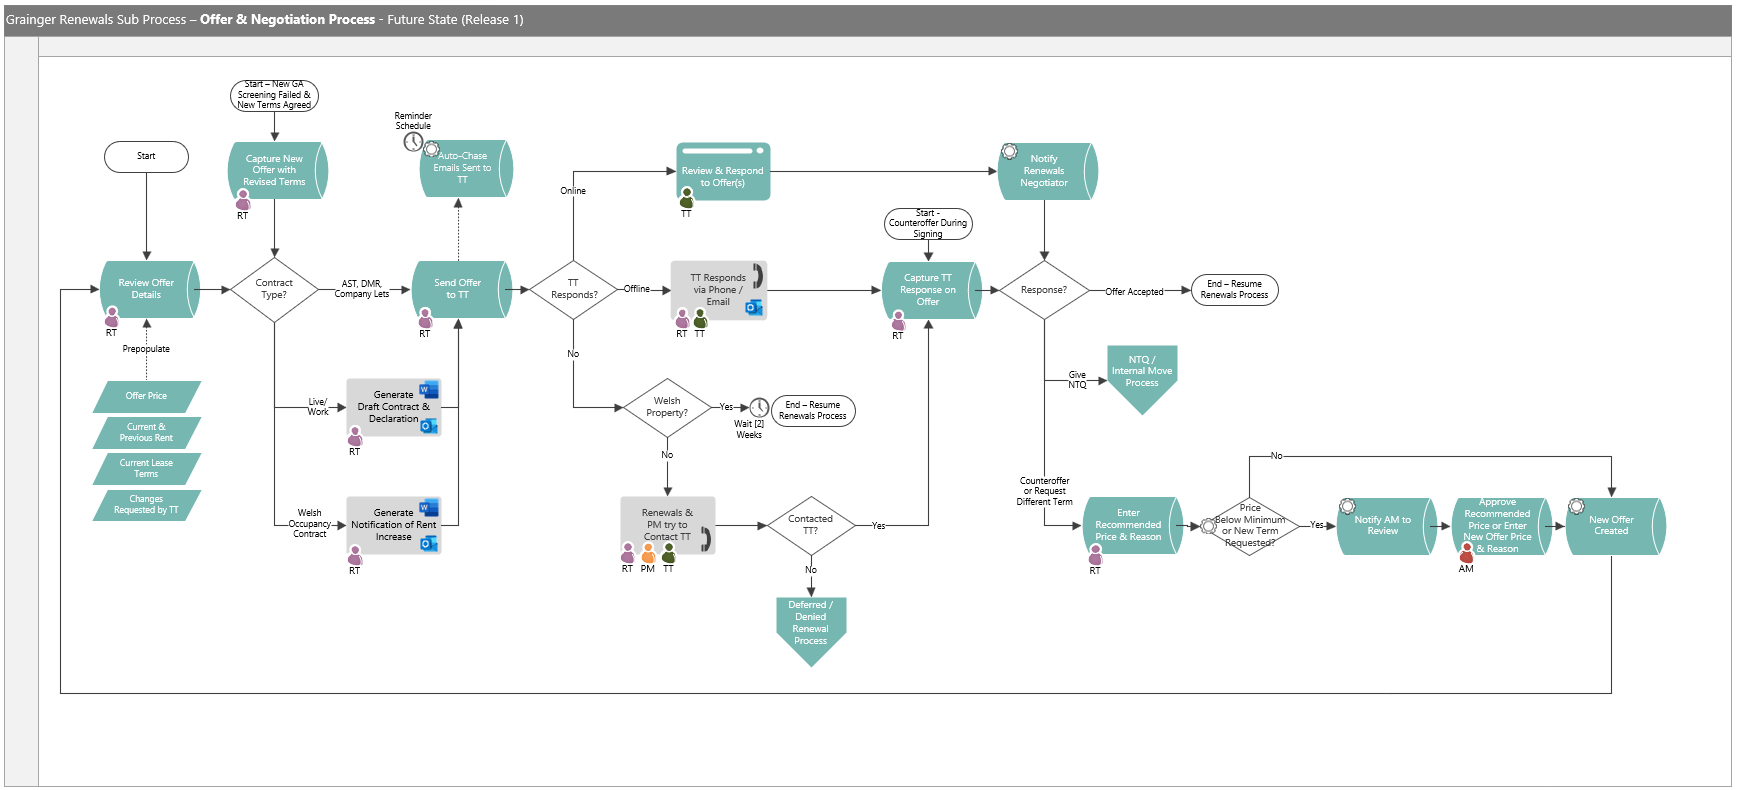 Grainger Renewals Sub Process – Offer & Negotiation Process - Future State (Release 1)
Start – New GA
Screening Failed &
New Terms Agreed
Start
Capture New
Offer with
Revised Terms
RT
Reminder
Schedule
Auto-Chase
Emails Sent to
TT
Online
Review & Respond
to Offer(s)
TT
Notify
Renewals
Negotiator
Start -
Counteroffer During
Signing
Review Offer
Details
RT
Contract
Type?
AST, DMR,
Company Lets
Send Offer
to TT
RT
TT
Responds?
Offline
TT Responds
via Phone /
Email
RT
TT
Capture TT
Response on
Offer
RT
Response?
Offer Accepted
End – Resume
Renewals Process
Prepopulate
Offer Price
Current &
Previous Rent
Current Lease
Terms
Changes
Requested by TT
Live/
Work
Generate
Draft Contract &
Declaration
RT
No
Welsh
Property?
Yes
Wait [2]
Weeks
End – Resume
Renewals Process
Give
NTQ
NTQ /
Internal Move
Process
No
Welsh
Occupancy
Contract
Generate
Notification of Rent
Increase
RT
Renewals &
PM try to
Contact TT
RT
PM
TT
Contacted
TT?
Yes
No
Deferred /
Denied
Renewal
Process
Counteroffer
or Request
Different Term
Enter
Recommended
Price & Reason
RT
Price
Below Minimum
or New Term
Requested?
No
Yes
Notify AM to
Review
Approve
Recommended
Price or Enter
New Offer Price
& Reason
AM
New Offer
Created